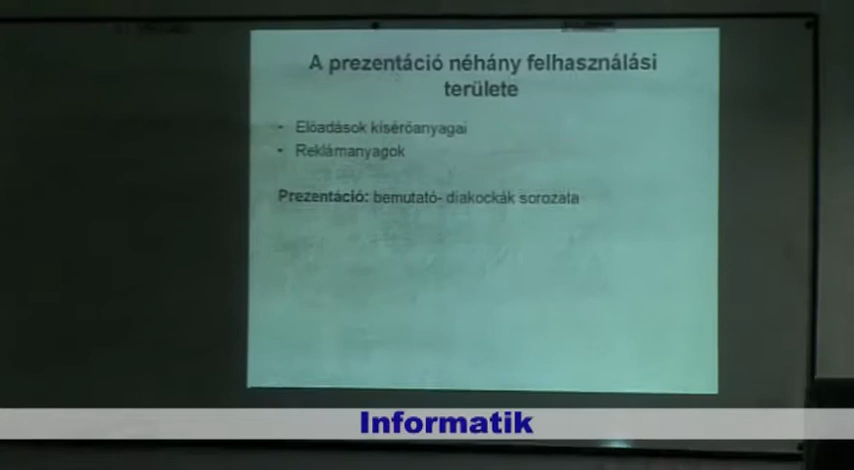 A prezentáció néhány felhasználási
területe
• Előadások kísérőanyagai
• Reklámanyagok
Prezentáció: bemutató- diakockák sorozata
Informatik